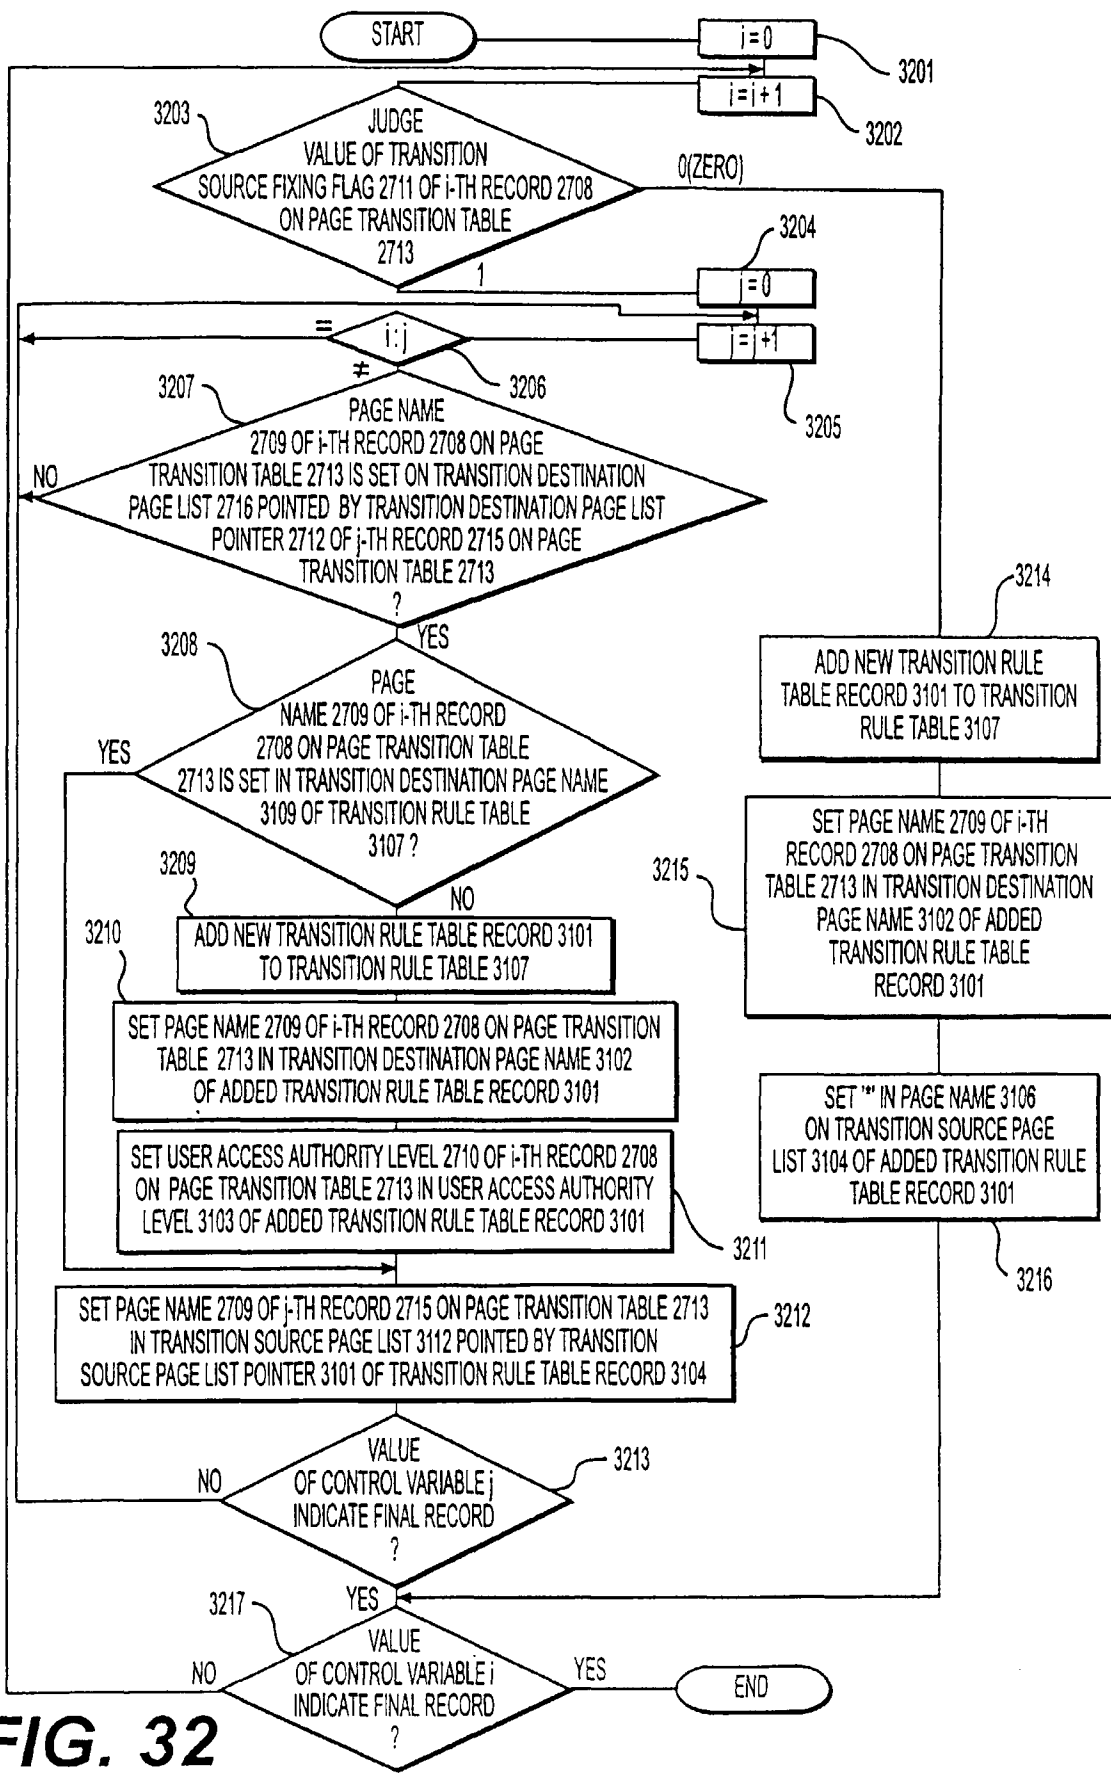 START
i = 0
3201
i = i + 1
3202
3203
JUDGE
VALUE OF TRANSITION
SOURCE FIXING FLAG 2711 OF i-TH RECORD 2708
ON PAGE TRANSITION TABLE
2713
0(ZERO)
1
3204
j = 0
=
i : j
j = j +1
≠
3206
3205
3207
PAGE NAME
2709 OF i-TH RECORD 2708 ON PAGE
TRANSITION TABLE 2713 IS SET ON TRANSITION DESTINATION
PAGE LIST 2716 POINTED BY TRANSITION DESTINATION PAGE LIST
POINTER 2712 OF j-TH RECORD 2715 ON PAGE
TRANSITION TABLE 2713
?
NO
YES
3208
PAGE
NAME 2709 OF i-TH RECORD
2708 ON PAGE TRANSITION TABLE
2713 IS SET IN TRANSITION DESTINATION PAGE NAME
3109 OF TRANSITION RULE TABLE
3107 ?
YES
NO
3209
ADD NEW TRANSITION RULE TABLE RECORD 3101
TO TRANSITION RULE TABLE 3107
3210
SET PAGE NAME 2709 OF i-TH RECORD 2708 ON PAGE TRANSITION
TABLE 2713 IN TRANSITION DESTINATION PAGE NAME 3102
OF ADDED TRANSITION RULE TABLE RECORD 3101
SET USER ACCESS AUTHORITY LEVEL 2710 OF i-TH RECORD 2708
ON PAGE TRANSITION TABLE 2713 IN USER ACCESS AUTHORITY
LEVEL 3103 OF ADDED TRANSITION RULE TABLE RECORD 3101
3211
SET PAGE NAME 2709 OF j-TH RECORD 2715 ON PAGE TRANSITION TABLE 2713
IN TRANSITION SOURCE PAGE LIST 3112 POINTED BY TRANSITION
SOURCE PAGE LIST POINTER 3101 OF TRANSITION RULE TABLE RECORD 3104
3212
VALUE
OF CONTROL VARIABLE j
INDICATE FINAL RECORD
?
3213
NO
YES
3214
ADD NEW TRANSITION RULE
TABLE RECORD 3101 TO TRANSITION
RULE TABLE 3107
3215
SET PAGE NAME 2709 OF i-TH
RECORD 2708 ON PAGE TRANSITION
TABLE 2713 IN TRANSITION DESTINATION
PAGE NAME 3102 OF ADDED
TRANSITION RULE TABLE
RECORD 3101
SET "*" IN PAGE NAME 3106
ON TRANSITION SOURCE PAGE
LIST 3104 OF ADDED TRANSITION RULE
TABLE RECORD 3101
3216
3217
VALUE
OF CONTROL VARIABLE i
INDICATE FINAL RECORD
?
NO
YES
END
FIG. 32